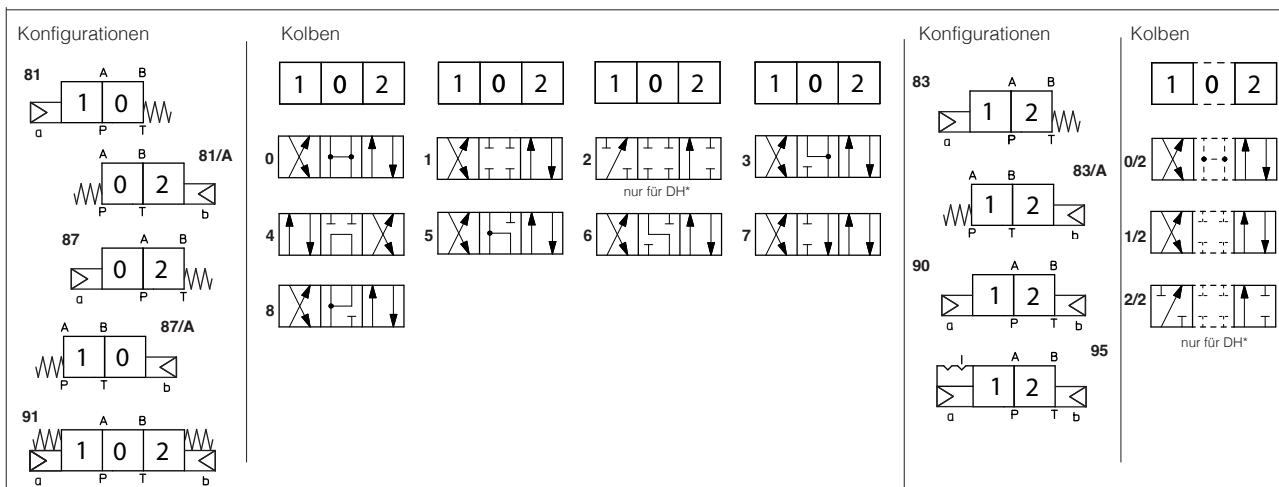 Konfigurationen
81
A B
1 0
a P T
81/A
A B
0 2
P T b
87
A B
0 2
a P T
87/A
A B
1 0
P T b
91
A B
1 0 2
a P T b
Kolben
1 0 2
1 0 2
1 0 2
1 0 2
0
1
2
3
nur für DH*
4
5
6
7
8
Konfigurationen
83
A B
1 2
a P T
83/A
A B
1 2
P T b
90
A B
1 2
a P T b
95
A B
1 2
a P T b
Kolben
1 0 2
0/2
1/2
2/2
nur für DH*